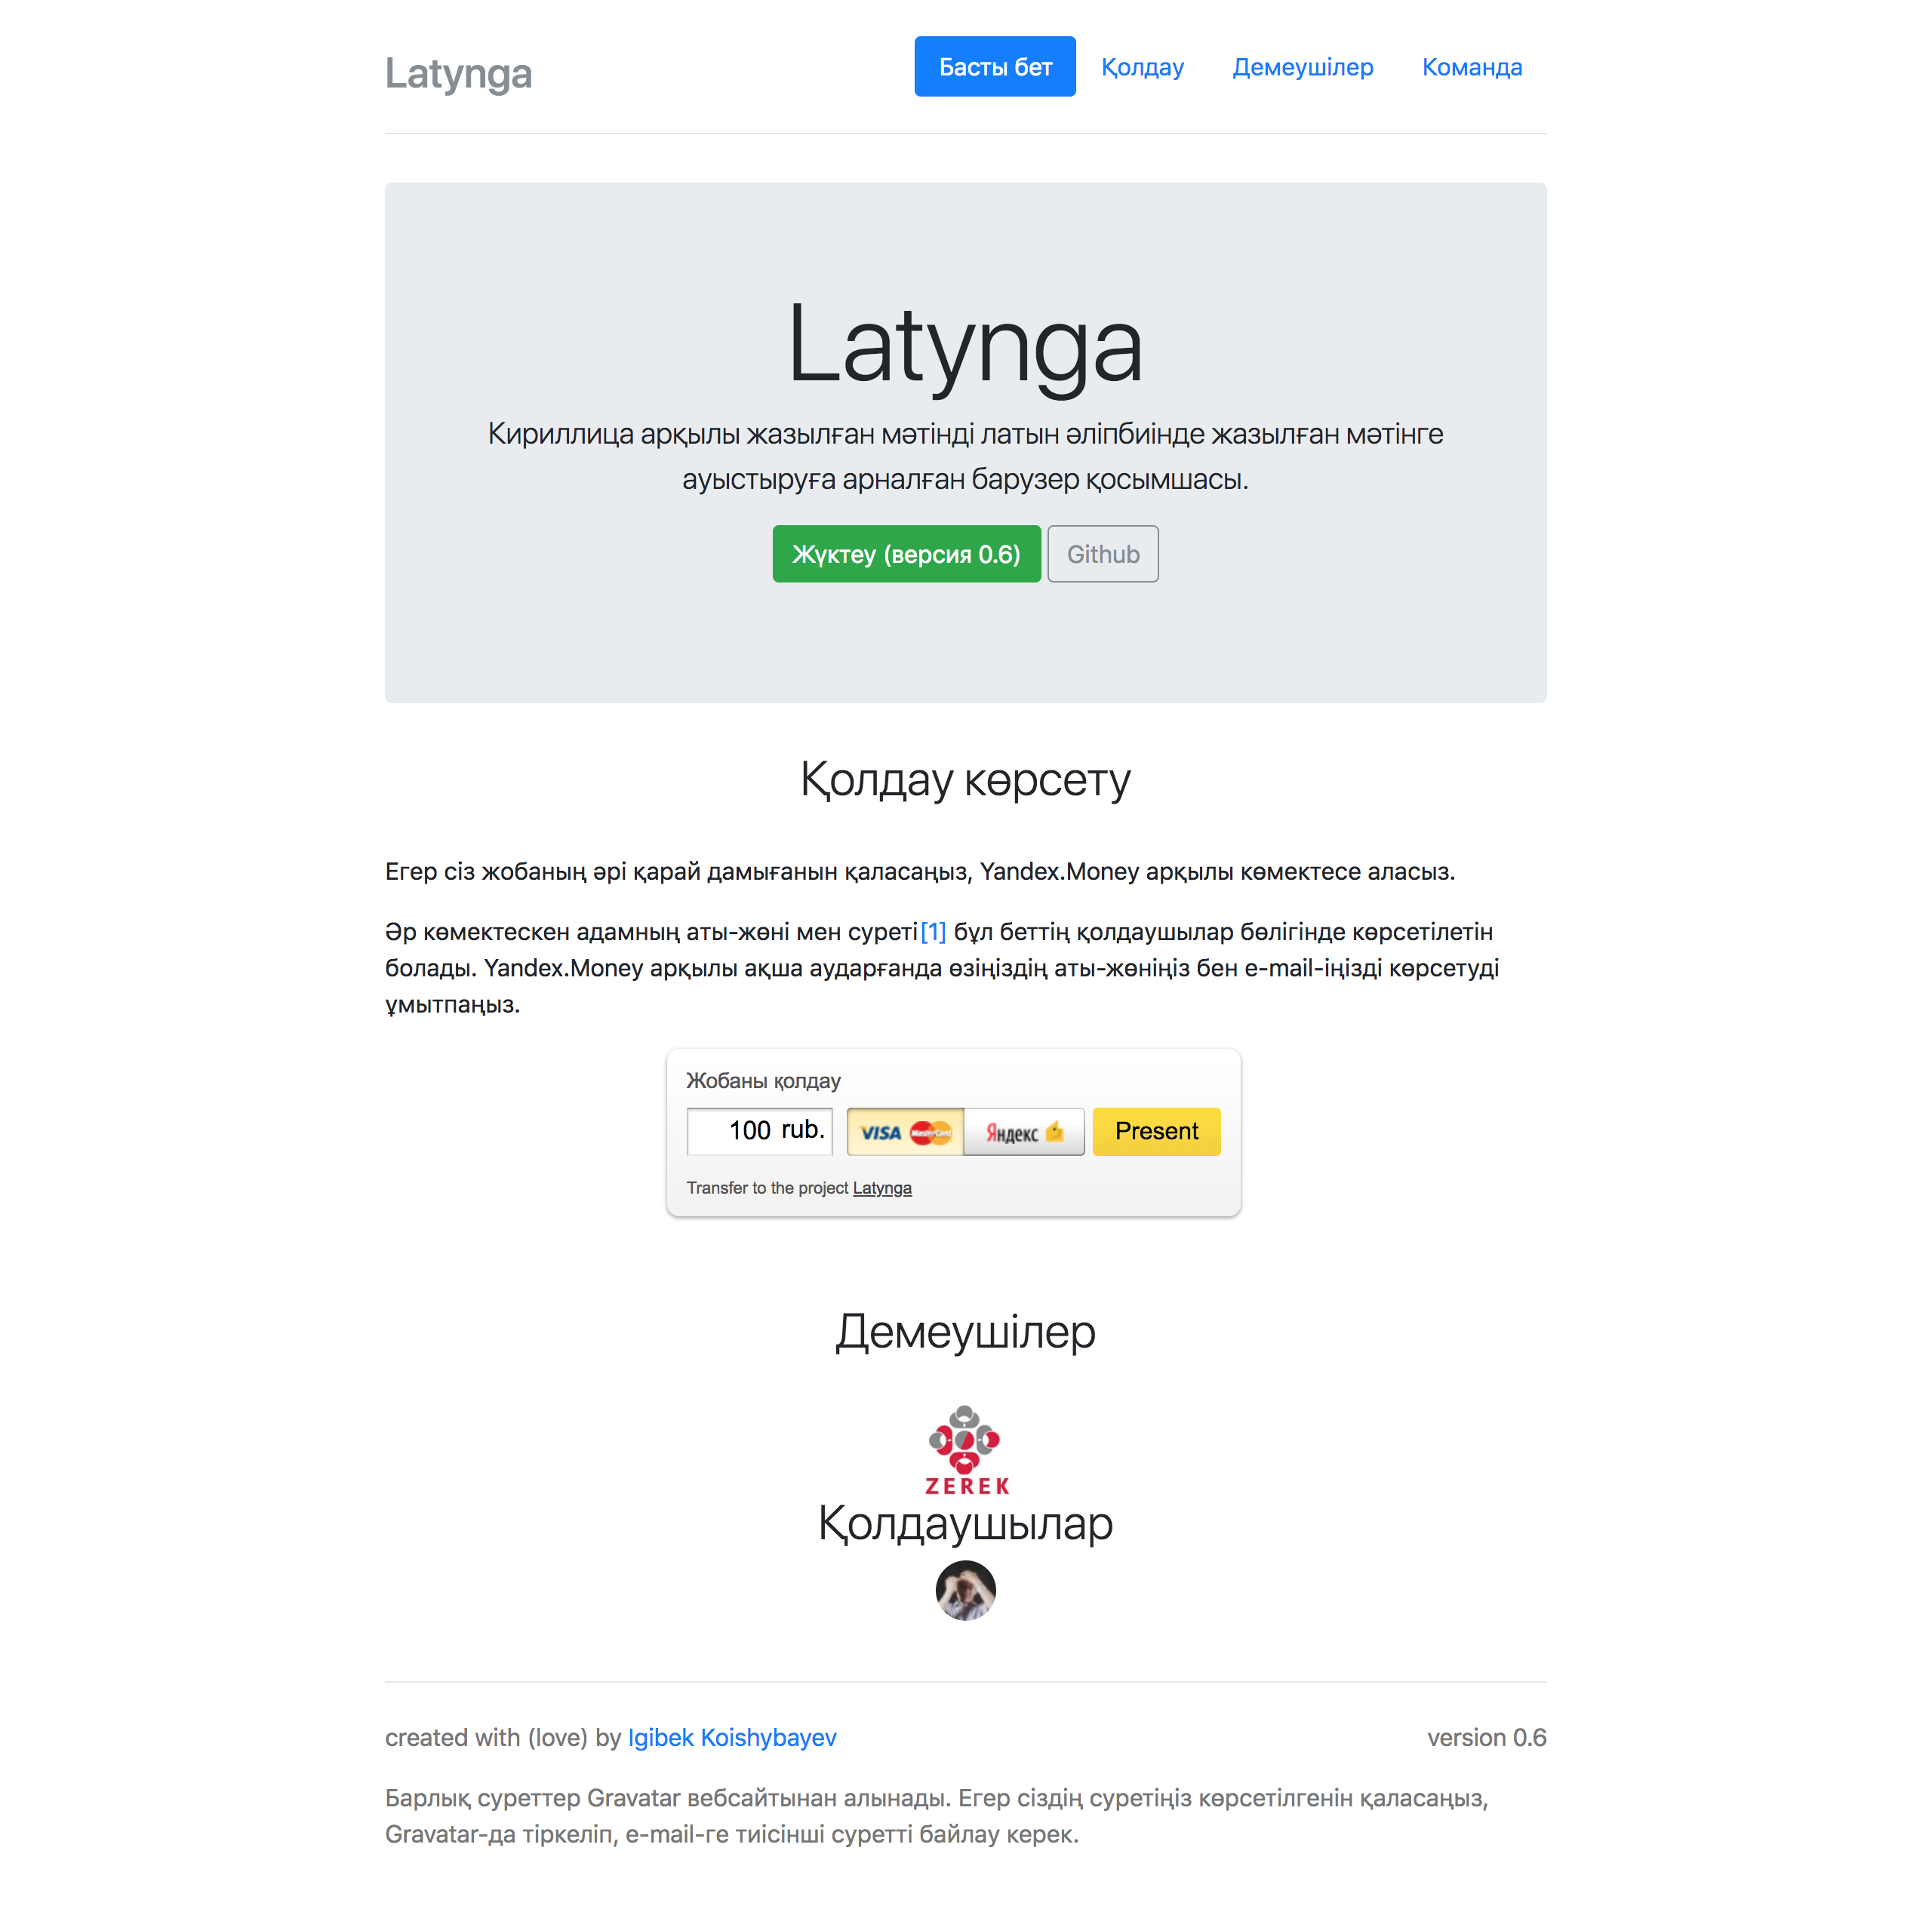 Latynga
Басты бет
Қолдау
Демеушілер
Команда
Latynga
Кириллица арқылы жазылған мәтінді латын әліпбиінде жазылған мәтінге
ауыстыруға арналған барузер қосымшасы.
Жүктеу (версия 0.6)
Github
Қолдау көрсету
Егер сіз жобаның әрі қарай дамығанын қаласаңыз, Yandex.Money арқылы көмектесе аласыз.
Әр көмектескен адамның аты-жөні мен суреті[1] бұл беттің қолдаушылар бөлігінде көрсетілетін
болады. Yandex.Money арқылы ақша аударғанда өзіңіздің аты-жөніңіз бен e-mail-іңізді көрсетуді
ұмытпаңыз.
Жобаны қолдау
100 rub.
VISA MasterCard
Яндекс
Present
Transfer to the project Latynga
Демеушілер
ZEREK
Қолдаушылар
created with (love) by Igibek Koishybayev
version 0.6
Барлық суреттер Gravatar вебсайтынан алынады. Егер сіздің суретіңіз көрсетілгенін қаласаңыз,
Gravatar-да тіркеліп, e-mail-ге тиісінші суретті байлау керек.